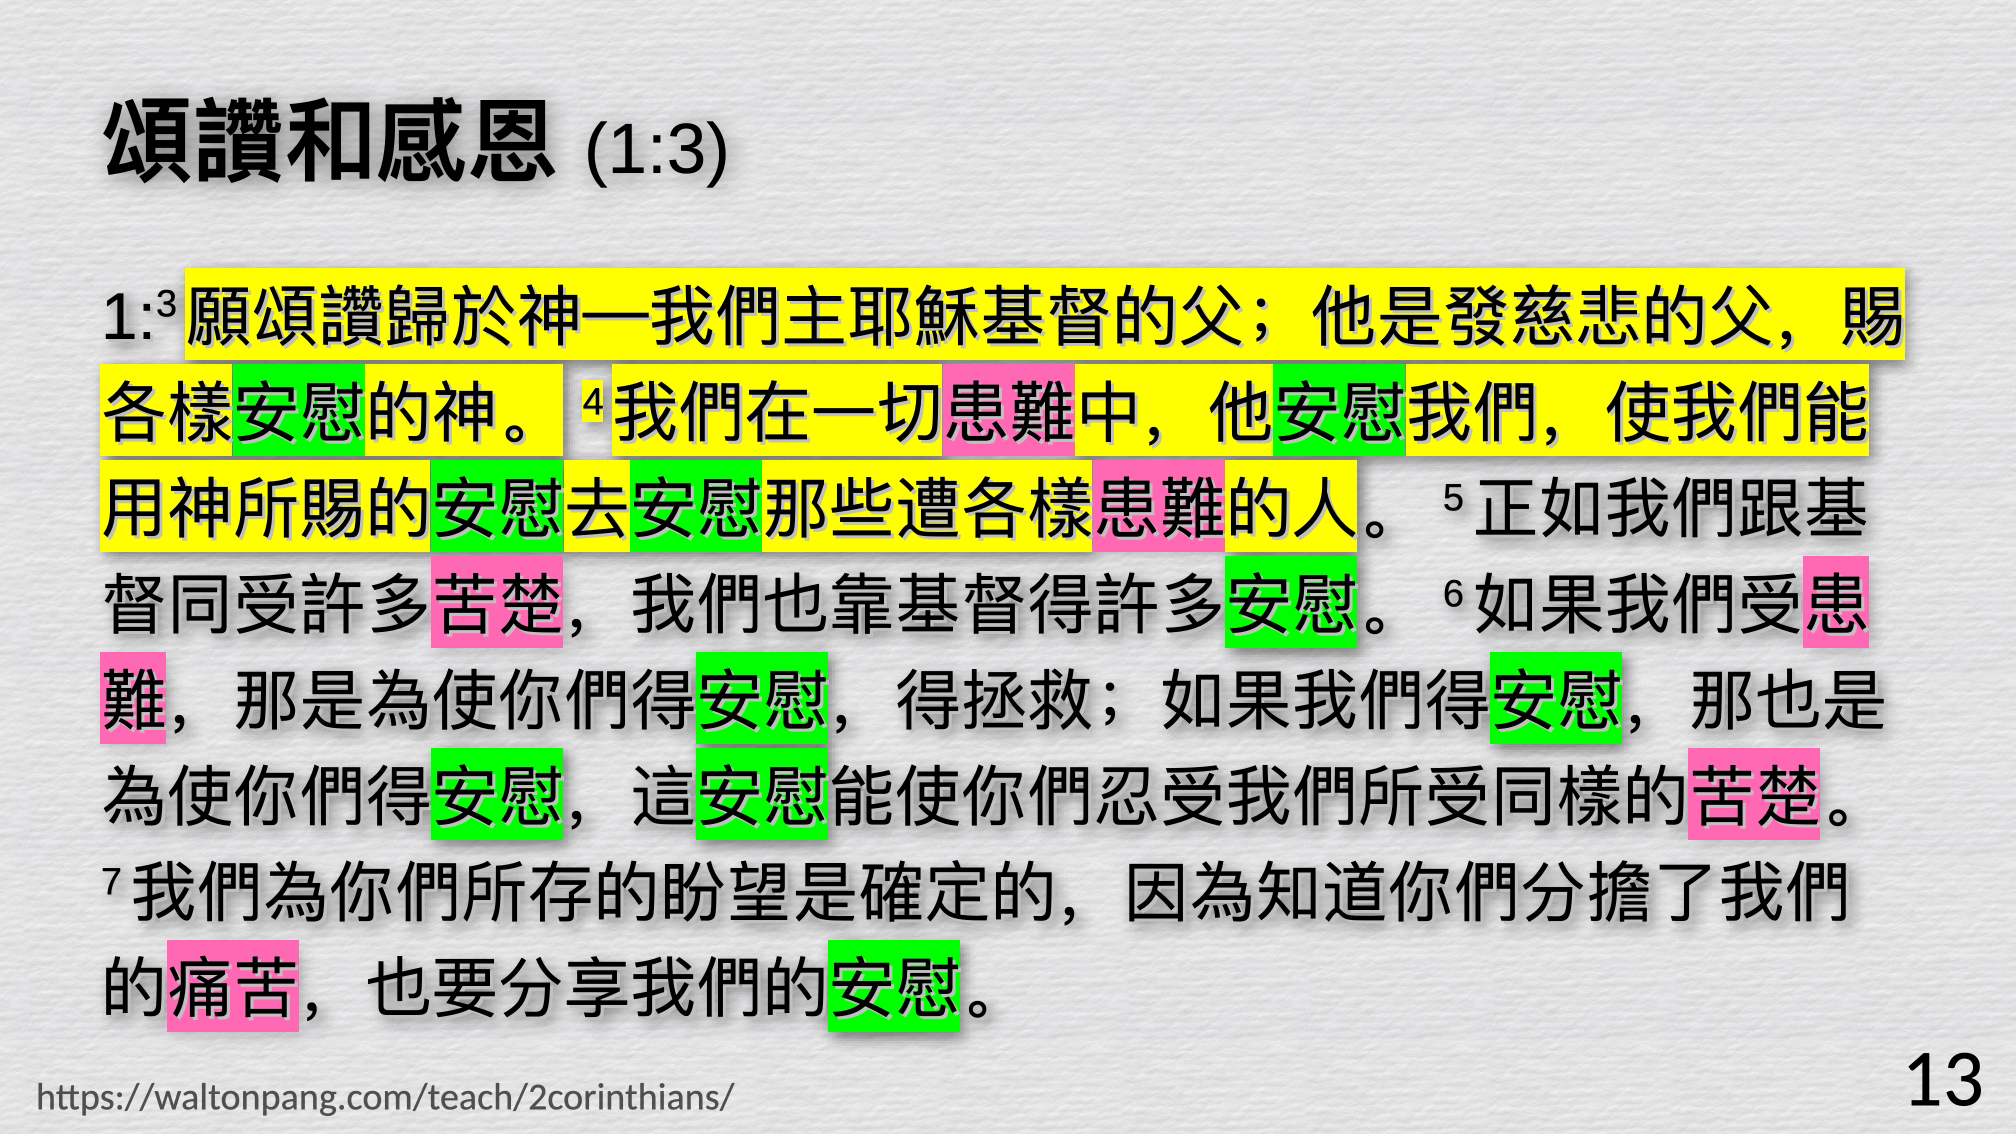 頌讚和感恩 (1:3)
1:3 願頌讚歸於神—我們主耶穌基督的父；他是發慈悲的父，賜
各樣安慰的神。 4 我們在一切患難中，他安慰我們，使我們能
用神所賜的安慰去安慰那些遭各樣患難的人。 5 正如我們跟基
督同受許多苦楚，我們也靠基督得許多安慰。 6 如果我們受患
難，那是為使你們得安慰，得拯救；如果我們得安慰，那也是
為使你們得安慰，這安慰能使你們忍受我們所受同樣的苦楚。
7 我們為你們所存的盼望是確定的，因為知道你們分擔了我們
的痛苦，也要分享我們的安慰。
https://waltonpang.com/teach/2corinthians/
13